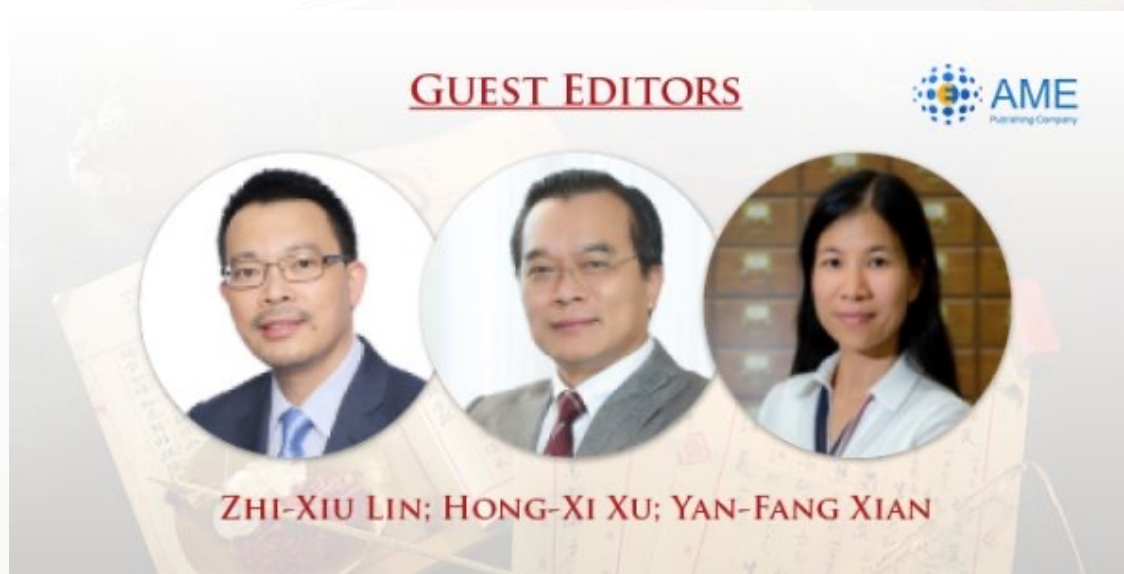 GUEST EDITORS
AME
Publishing Company
ZHI-XIU LIN; HONG-XI XU; YAN-FANG XIAN